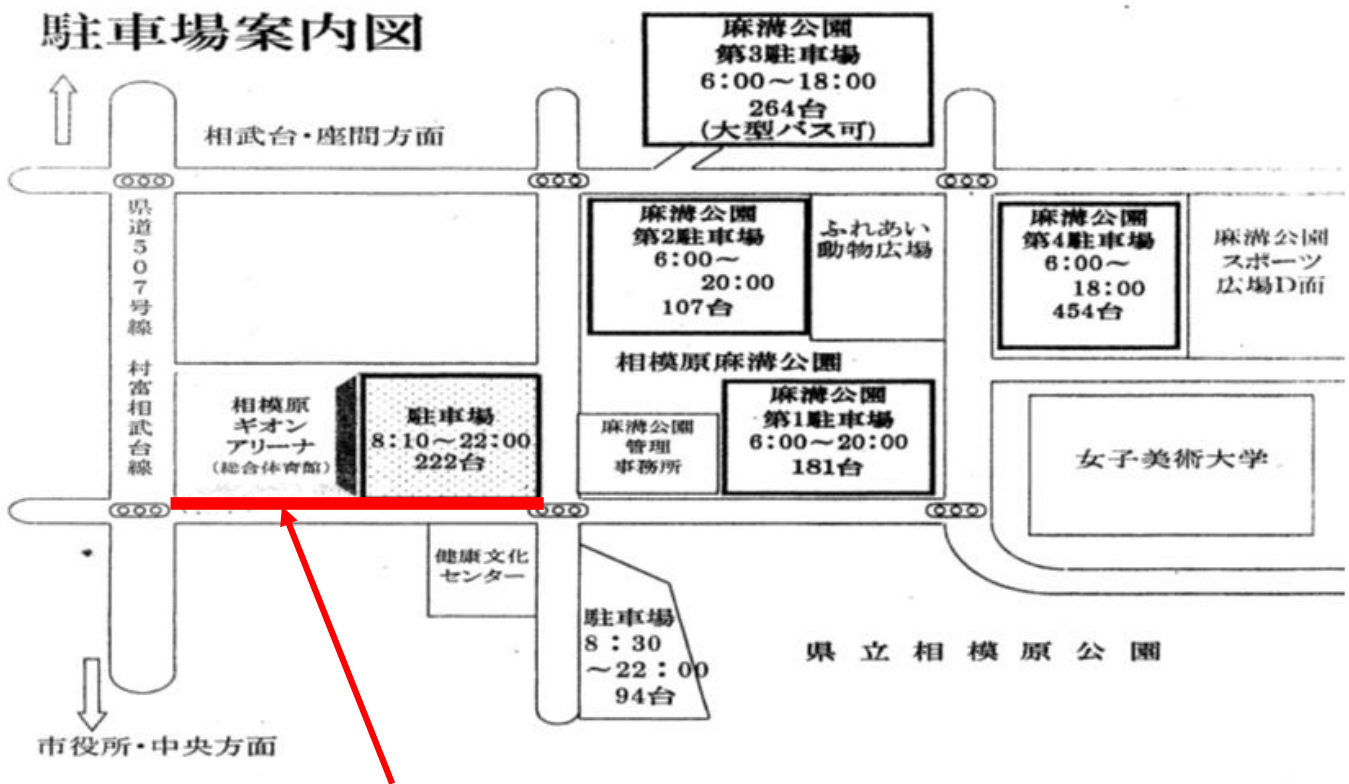 駐車場案内図
麻溝公園
第3駐車場
6:00～18:00
264台
(大型バス可)
相武台・座間方面
県道507号線 村富相武台線
麻溝公園
第2駐車場
6:00～
20:00
107台
ふれあい
動物広場
麻溝公園
第4駐車場
6:00～
18:00
454台
麻溝公園
スポーツ
広場D面
相模原麻溝公園
相模原
ギオン
アリーナ
(総合体育館)
駐車場
8:10～22:00
222台
麻溝公園
管理
事務所
麻溝公園
第1駐車場
6:00～20:00
181台
女子美術大学
健康文化
センター
駐車場
8:30
～22:00
94台
県立相模原公園
市役所・中央方面